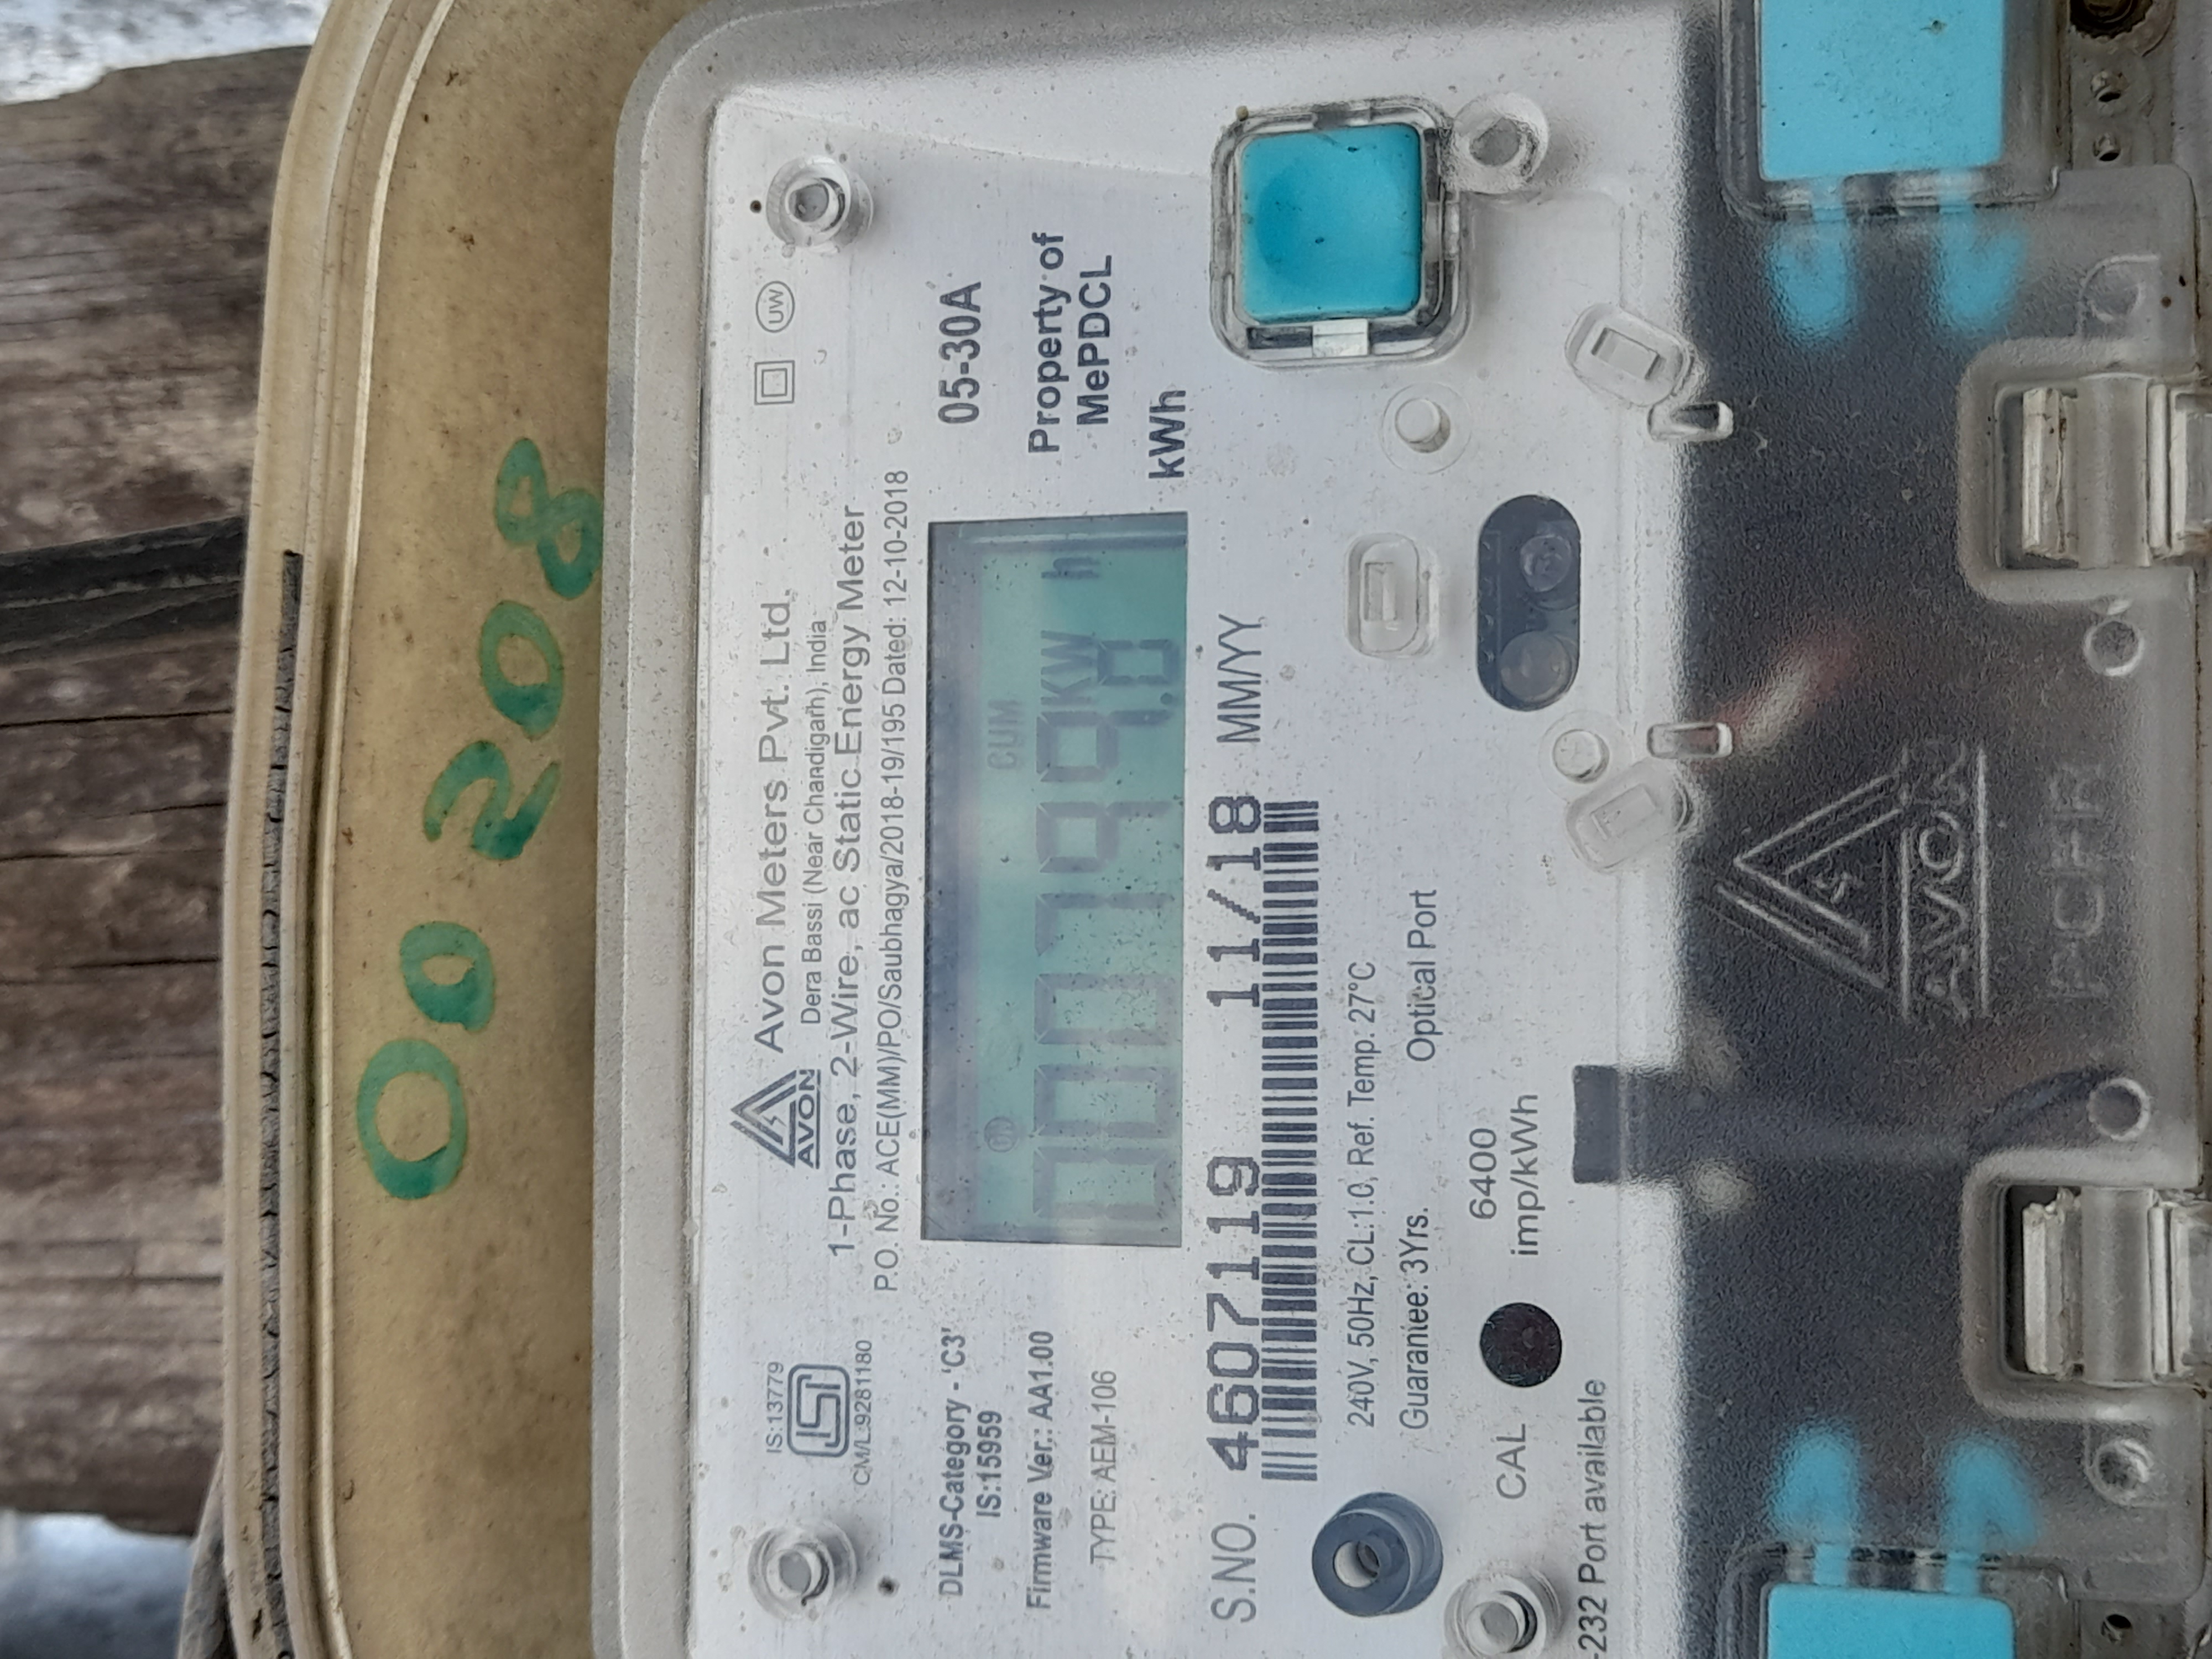 00208
IS:13779
CM/L:9281180
AVON
Avon Meters Pvt. Ltd.
Dera Bassi (Near Chandigarh), India
1-Phase, 2-Wire, ac Static Energy Meter
P.O. No.: ACE(MM)/PO/Saubhagya/2018-19/195 Dated: 12-10-2018
UW
DLMS-Category - 'C3'
IS:15959
Firmware Ver.: AA1.00
TYPE: AEM-106
ON
CUM
00799.0
KW h
05-30A
Property of
MePDCL
kWh
S.NO. 4607119 11/18 MM/YY
240V, 50Hz, CL:1.0, Ref. Temp: 27°C
Guarantee: 3Yrs.
Optical Port
CAL
6400
imp/kWh
-232 Port available
AVON